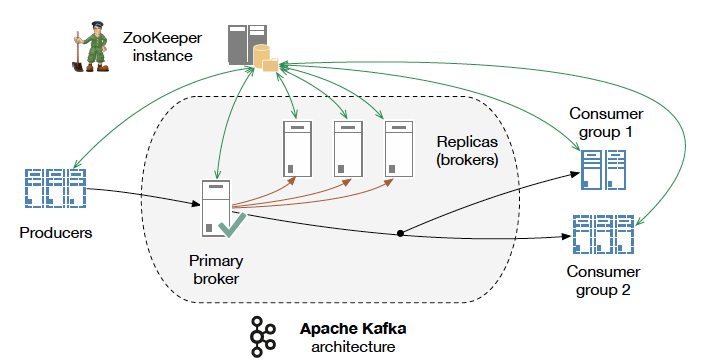 ZooKeeper
instance
Consumer
group 1
Replicas
(brokers)
Producers
Primary
broker
Consumer
group 2
Apache Kafka
architecture